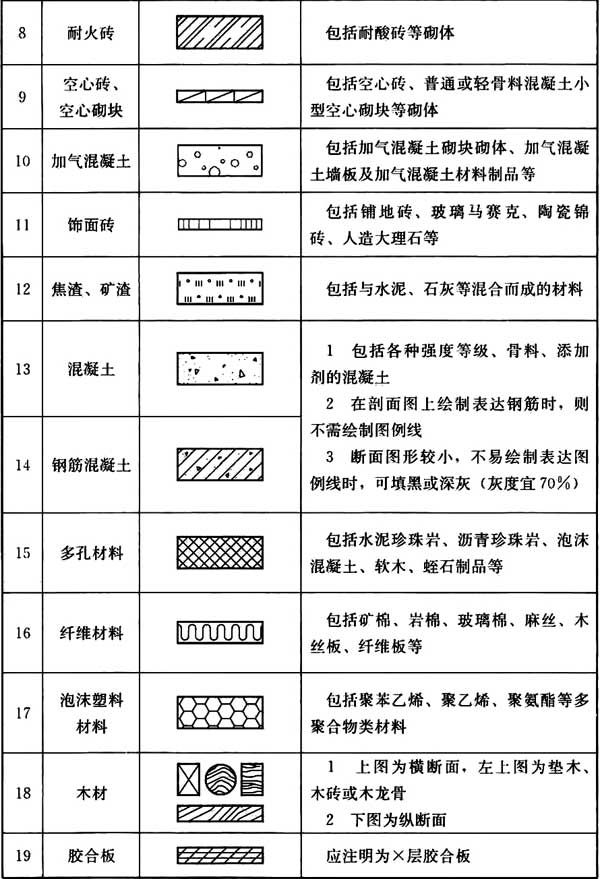 8
耐火砖
包括耐酸砖等砌体
9
空心砖、
空心砌块
包括空心砖、普通或轻骨料混凝土小
型空心砌块等砌体
10
加气混凝土
包括加气混凝土砌块砌体、加气混凝
土墙板及加气混凝土材料制品等
11
饰面砖
包括铺地砖、玻璃马赛克、陶瓷锦
砖、人造大理石等
12
焦渣、矿渣
包括与水泥、石灰等混合而成的材料
13
混凝土
1 包括各种强度等级、骨料、添加
剂的混凝土
2 在剖面图上绘制表达钢筋时，则
不需绘制图例线
3 断面图形较小，不易绘制表达图
例线时，可填黑或深灰（灰度宜70%）
14
钢筋混凝土
15
多孔材料
包括水泥珍珠岩、沥青珍珠岩、泡沫
混凝土、软木、蛭石制品等
16
纤维材料
包括矿棉、岩棉、玻璃棉、麻丝、木
丝板、纤维板等
17
泡沫塑料
材料
包括聚苯乙烯、聚乙烯、聚氨酯等多
聚合物类材料
18
木材
1 上图为横断面，左上图为垫木、
木砖或木龙骨
2 下图为纵断面
19
胶合板
应注明为×层胶合板